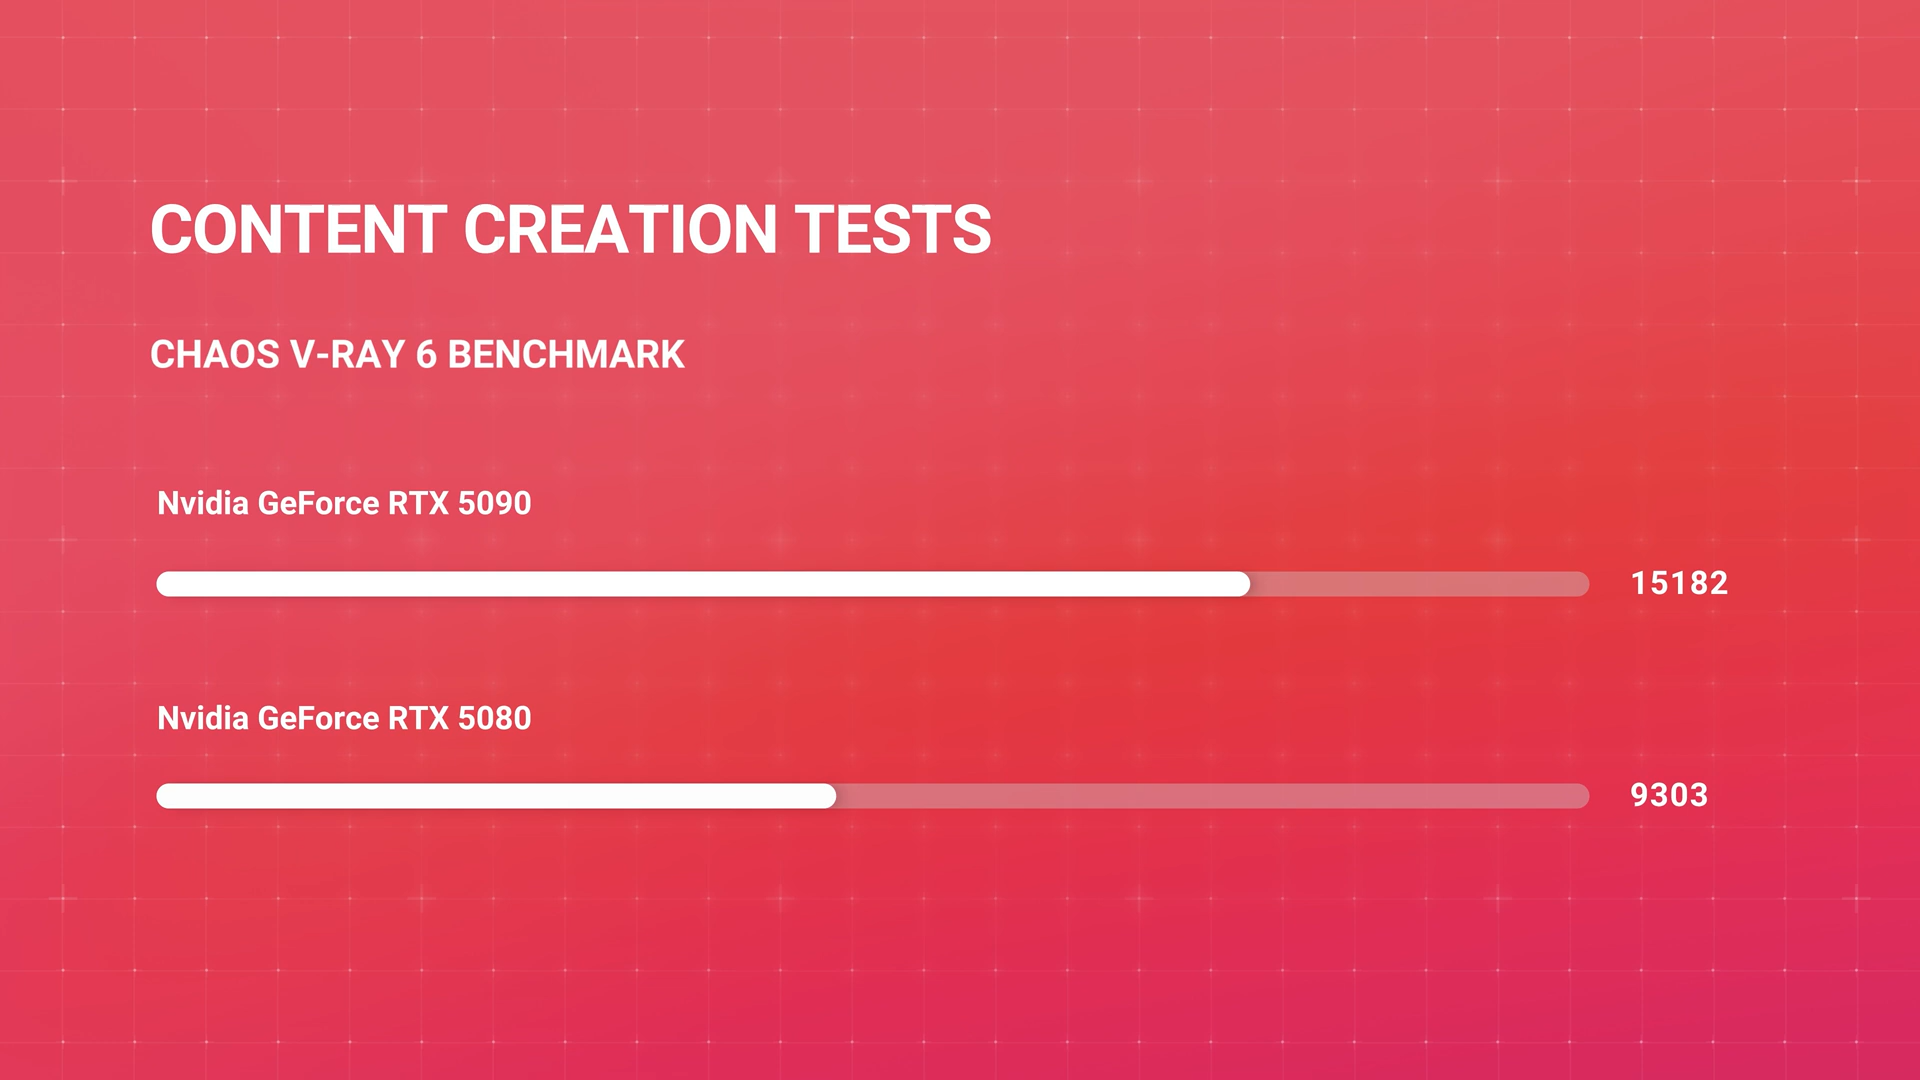 CONTENT CREATION TESTS
CHAOS V-RAY 6 BENCHMARK
Nvidia GeForce RTX 5090
15182
Nvidia GeForce RTX 5080
9303